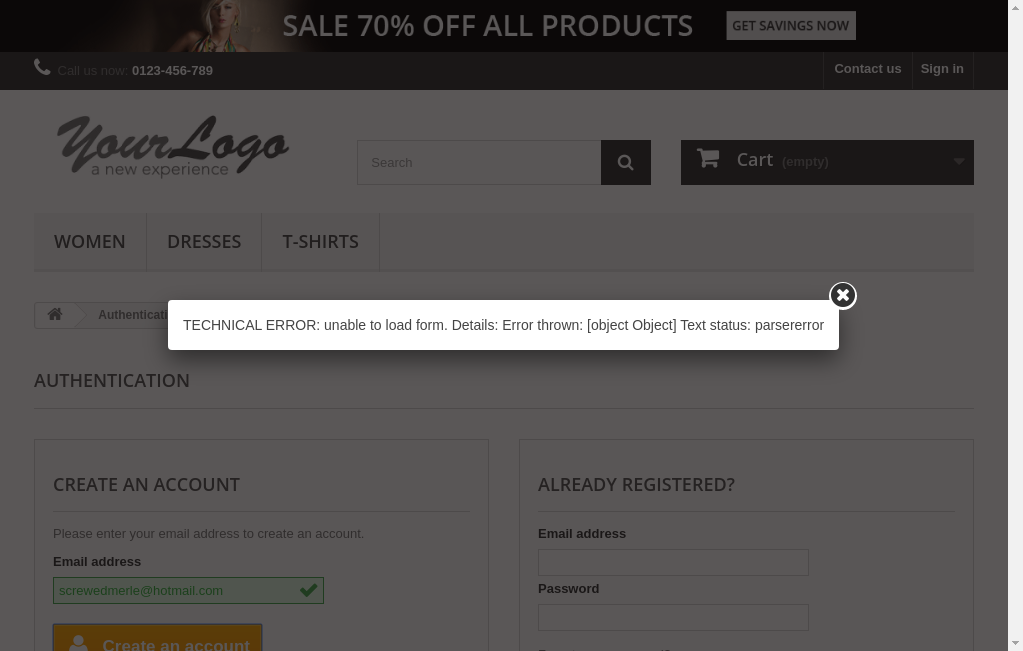 SALE 70% OFF ALL PRODUCTS GET SAVINGS NOW
Call us now: 0123-456-789 Contact us Sign in
YourLogo
a new experience
Search
Cart (empty)
WOMEN DRESSES T-SHIRTS
Authenticati
TECHNICAL ERROR: unable to load form. Details: Error thrown: [object Object] Text status: parsererror
AUTHENTICATION
CREATE AN ACCOUNT
Please enter your email address to create an account.
Email address
screwedmerle@hotmail.com
Create an account
ALREADY REGISTERED?
Email address
Password